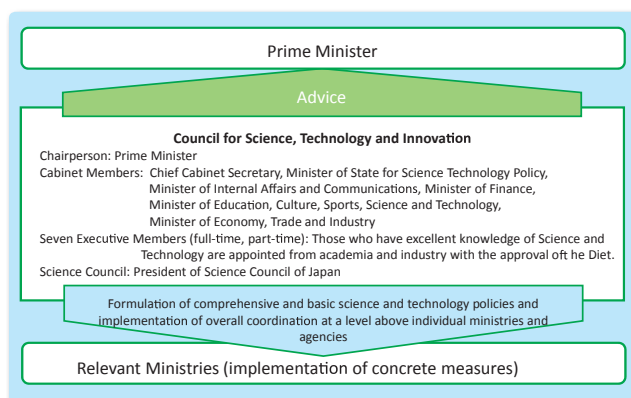 Prime Minister
Advice
Council for Science, Technology and Innovation
Chairperson: Prime Minister
Cabinet Members: Chief Cabinet Secretary, Minister of State for Science Technology Policy,
Minister of Internal Affairs and Communications, Minister of Finance,
Minister of Education, Culture, Sports, Science and Technology,
Minister of Economy, Trade and Industry
Seven Executive Members (full-time, part-time): Those who have excellent knowledge of Science and
Technology are appointed from academia and industry with the approval oft he Diet.
Science Council: President of Science Council of Japan
Formulation of comprehensive and basic science and technology policies and
implementation of overall coordination at a level above individual ministries and
agencies
Relevant Ministries (implementation of concrete measures)